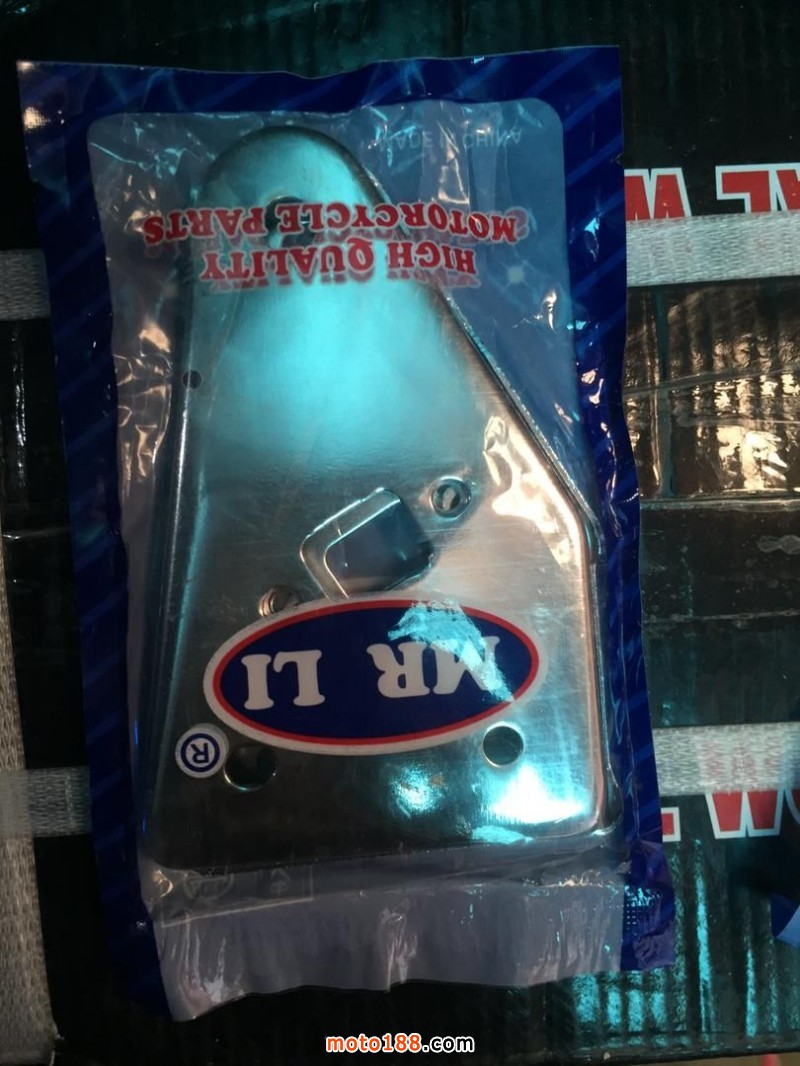 MR LI
®
HIGH QUALITY
MOTORCYCLE PARTS
MADE IN CHINA
moto188.com